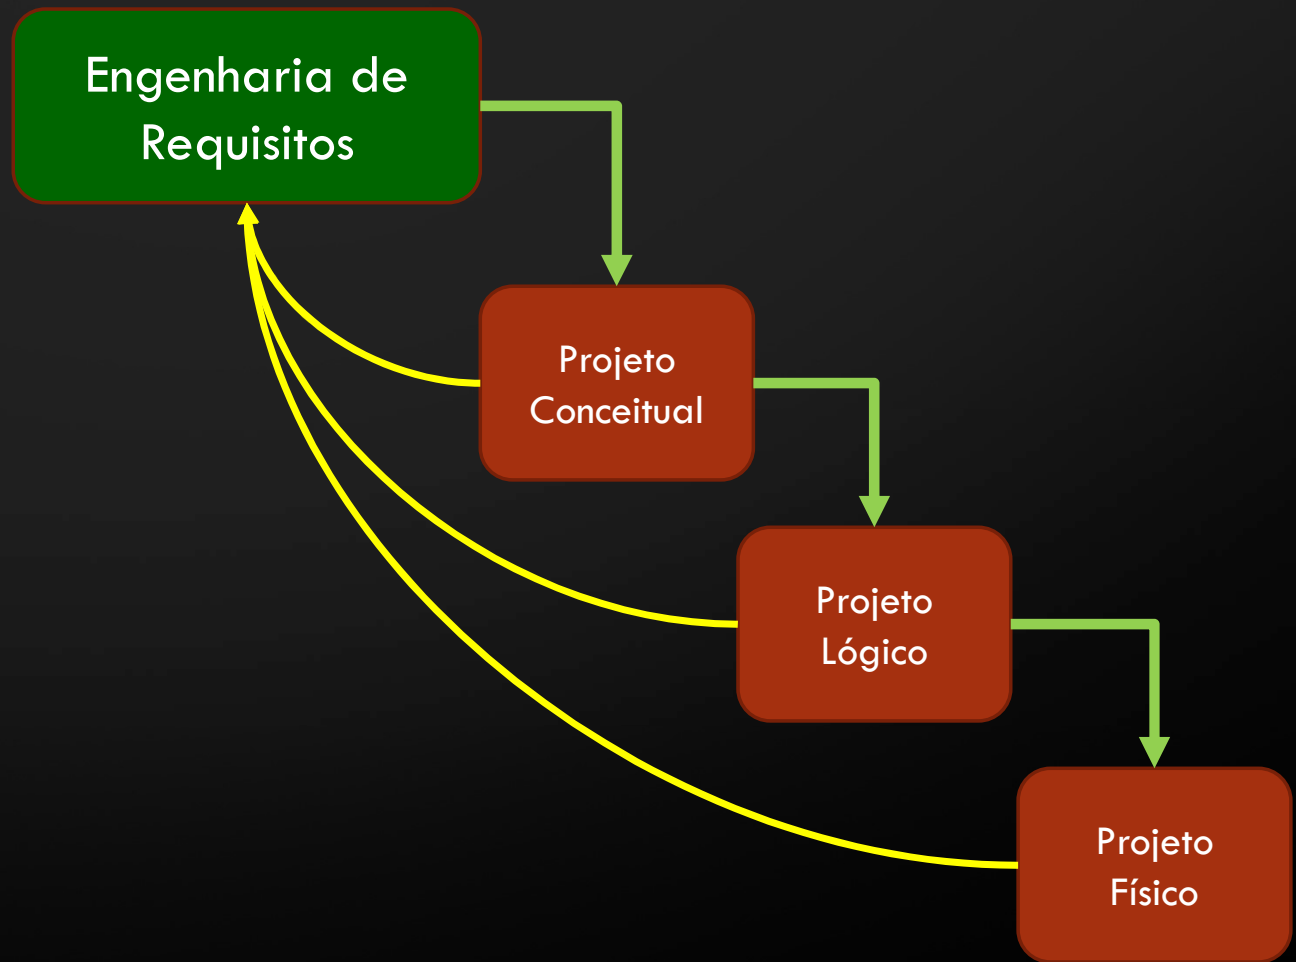 Engenharia de
Requisitos
Projeto
Conceitual
Projeto
Lógico
Projeto
Físico